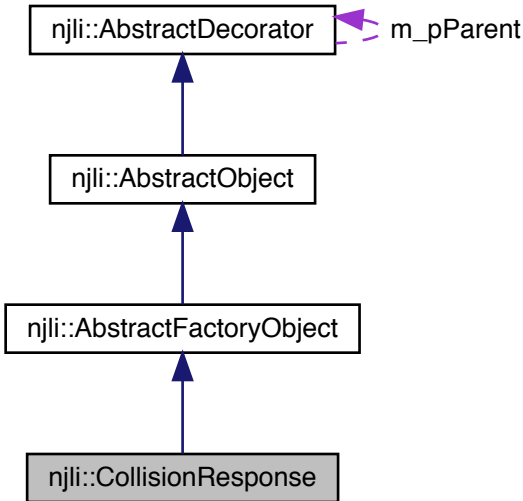 njli::AbstractDecorator
m_pParent
njli::AbstractObject
njli::AbstractFactoryObject
njli::CollisionResponse